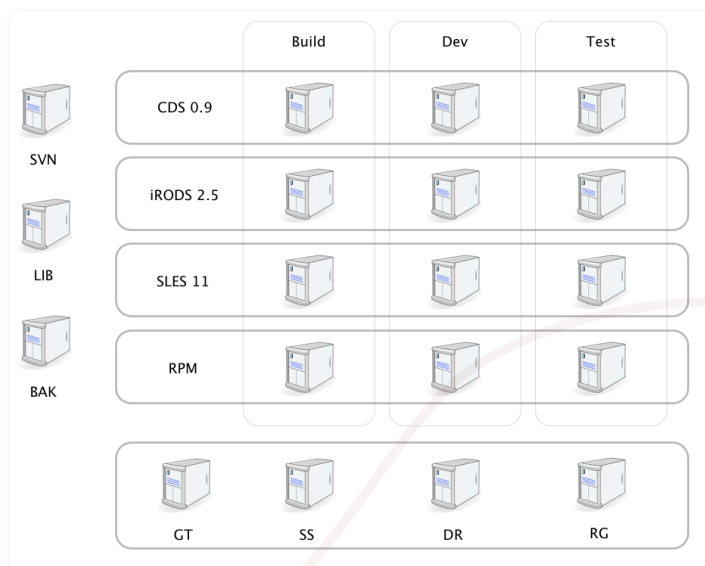 Build Dev Test
CDS 0.9
SVN
iRODS 2.5
LIB
SLES 11
RPM
BAK
GT SS DR RG